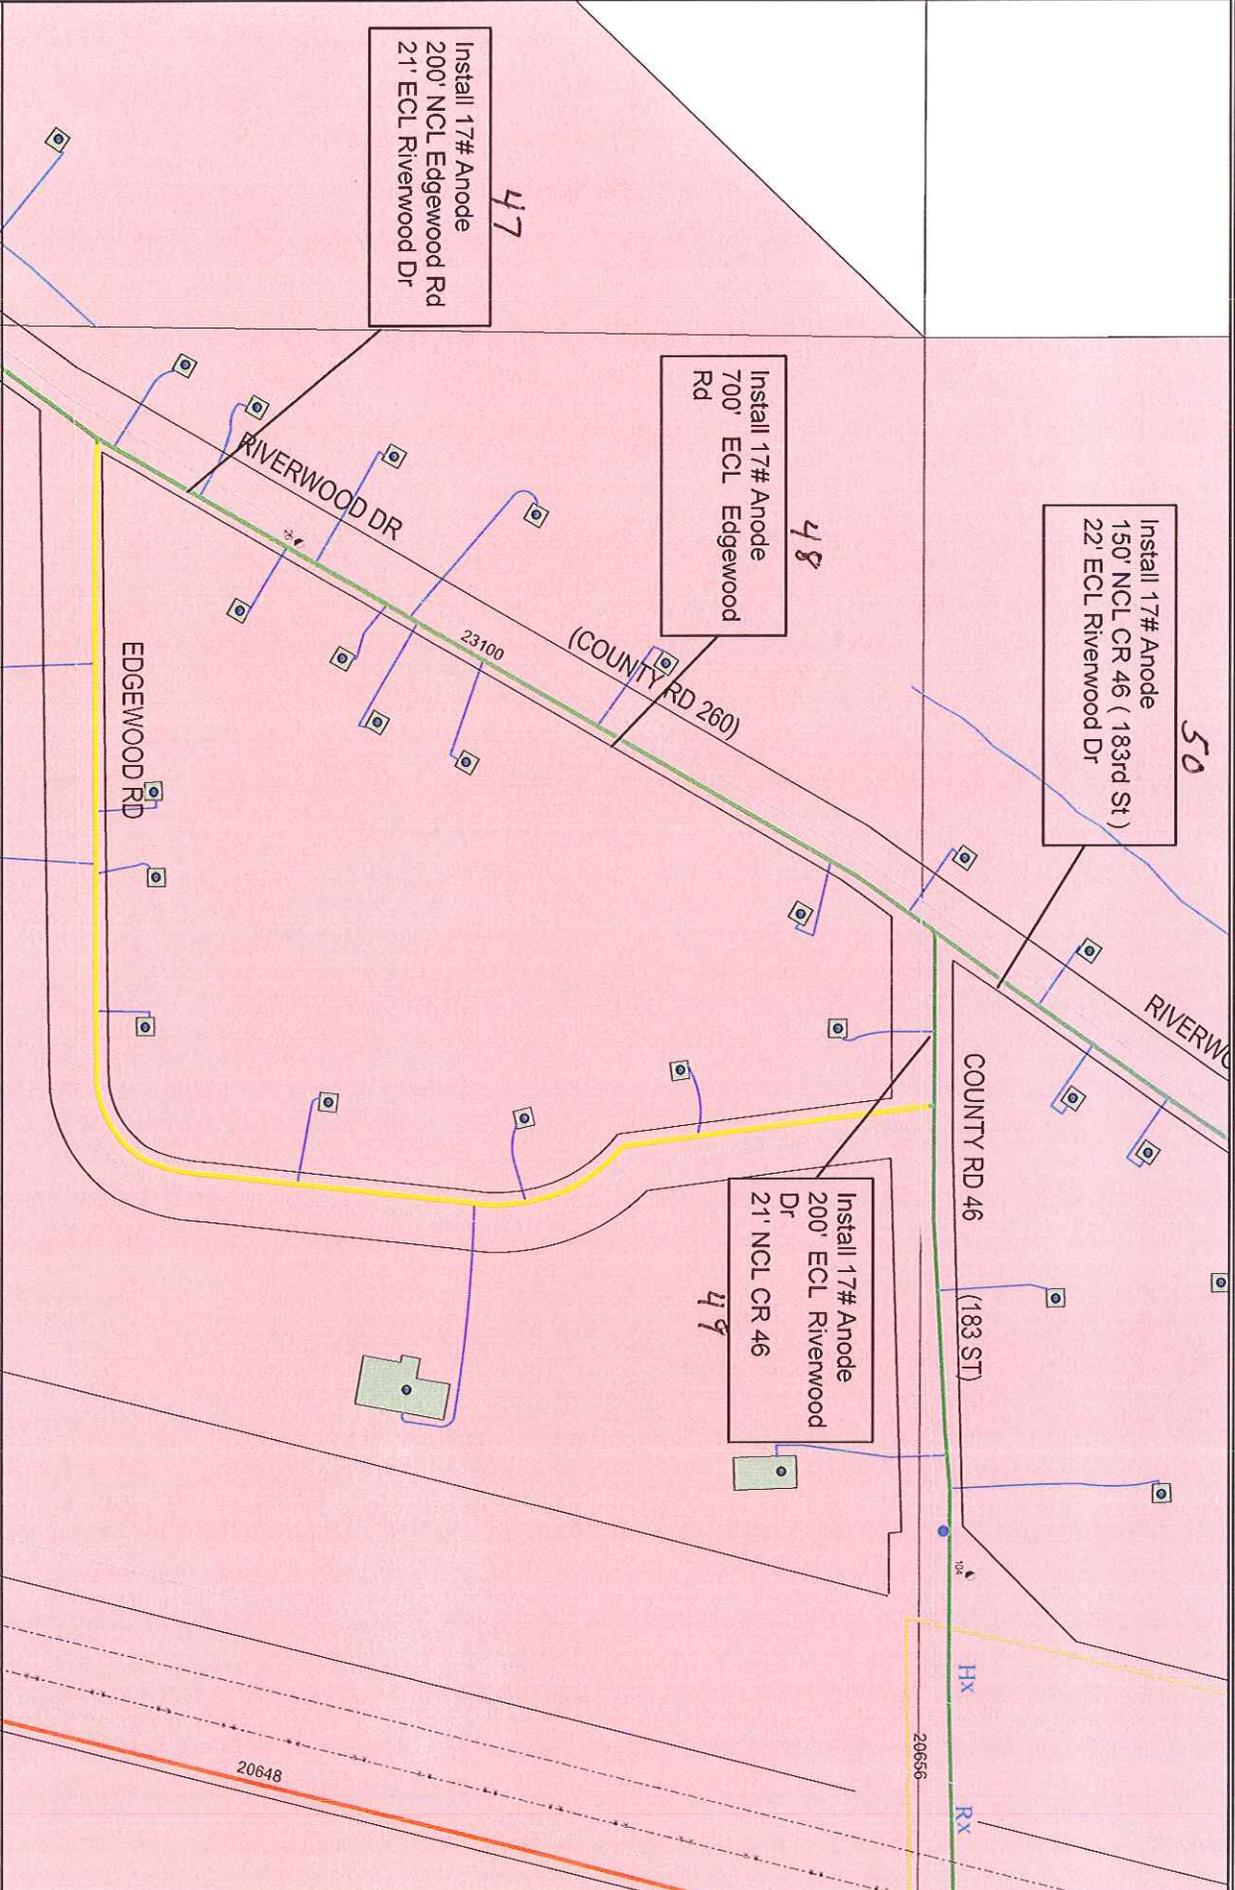 47
Install 17# Anode
200' NCL Edgewood Rd
21' ECL Riverwood Dr
48
Install 17# Anode
700' ECL Edgewood
Rd
50
Install 17# Anode
150' NCL CR 46 ( 183rd St )
22' ECL Riverwood Dr
Install 17# Anode
200' ECL Riverwood
Dr
21' NCL CR 46
49
RIVERWOOD DR
(COUNTY RD 260)
23100
EDGEWOOD RD
RIVERWO
COUNTY RD 46
(183 ST)
104
Hx
Rx
20656
20648